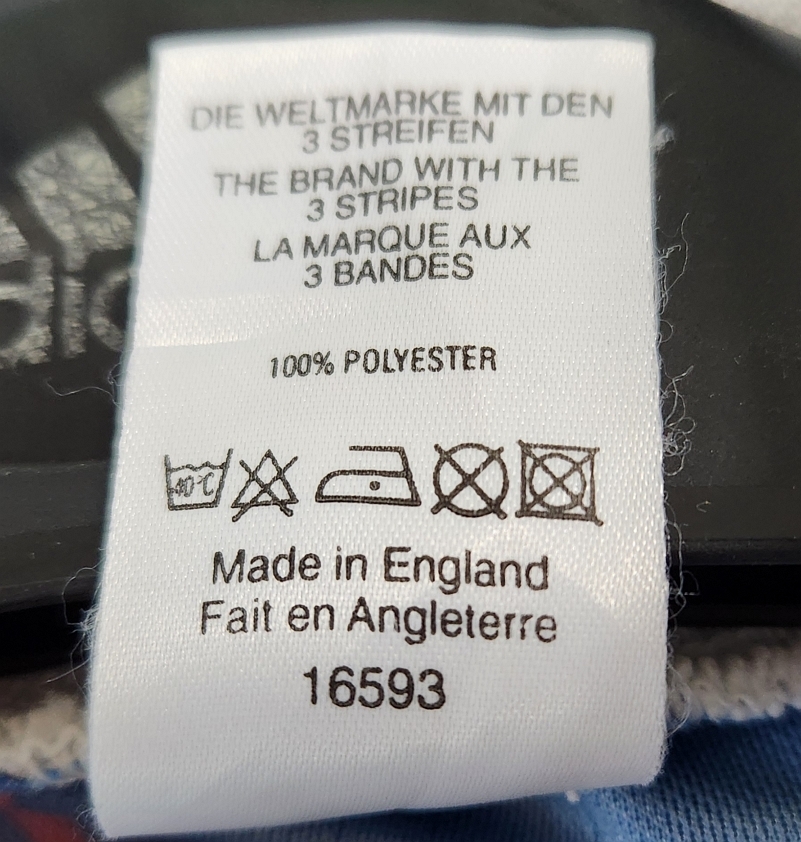 DIE WELTMARKE MIT DEN
3 STREIFEN
THE BRAND WITH THE
3 STRIPES
LA MARQUE AUX
3 BANDES
100% POLYESTER
40°C
Made in England
Fait en Angleterre
16593